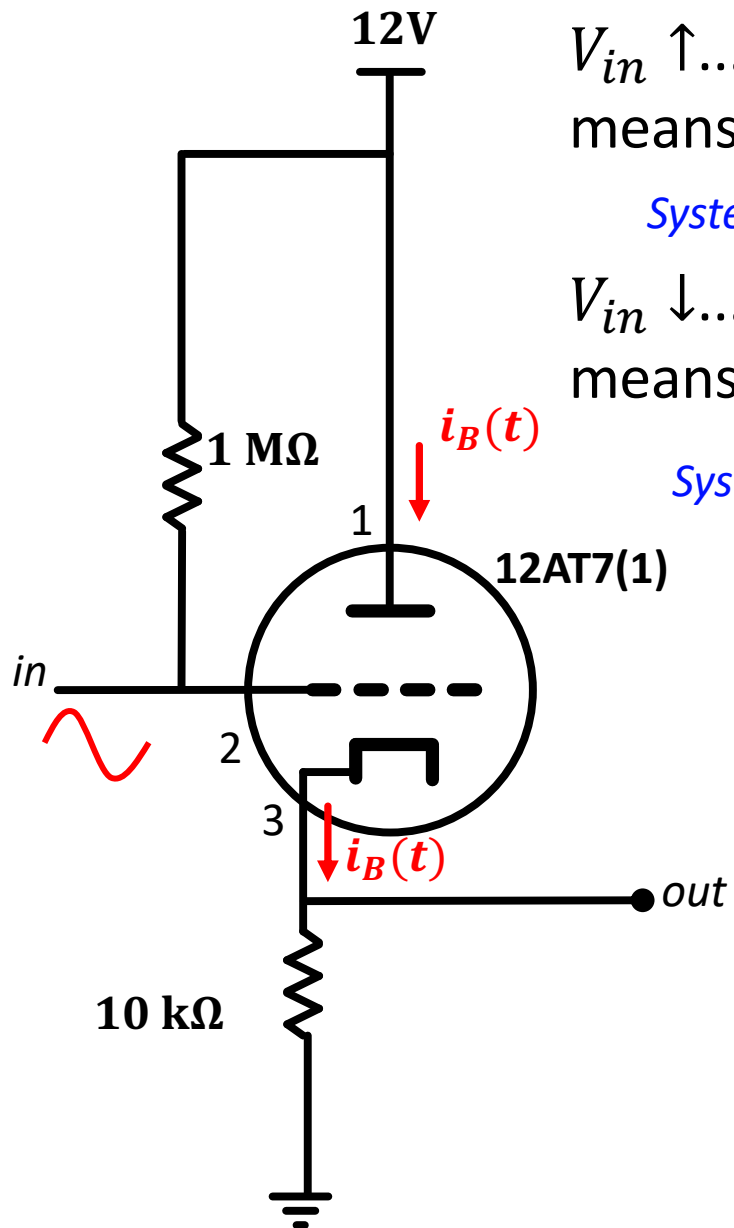 12V
V_in ↑...
means
Syste
V_in ↓...
means
i_B(t)
Sys
1 MΩ
1
12AT7(1)
in
2
3
i_B(t)
out
10 kΩ